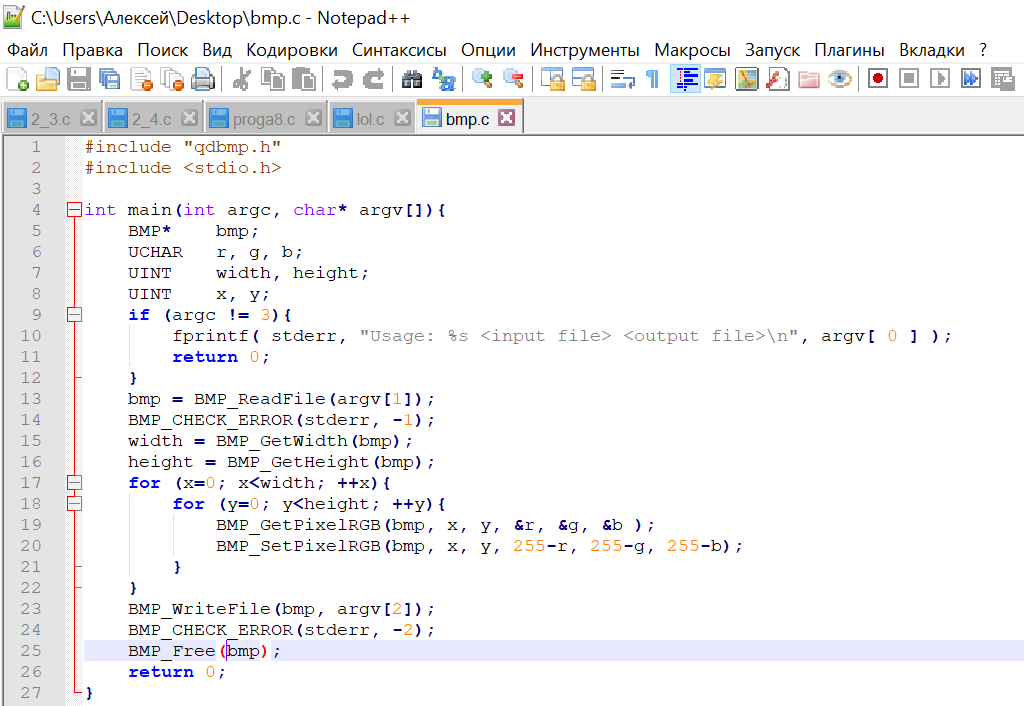 C:\Users\Алексей\Desktop\bmp.c - Notepad++
Файл Правка Поиск Вид Кодировки Синтаксисы Опции Инструменты Макросы Запуск Плагины Вкладки ?
2_3.c 2_4.c proga8.c lol.c bmp.c
1 #include "qdbmp.h"
2 #include <stdio.h>
3
4 int main(int argc, char* argv[]){
5     BMP*    bmp;
6     UCHAR   r, g, b;
7     UINT    width, height;
8     UINT    x, y;
9     if (argc != 3){
10         fprintf( stderr, "Usage: %s <input file> <output file>\n", argv[ 0 ] );
11         return 0;
12     }
13     bmp = BMP_ReadFile(argv[1]);
14     BMP_CHECK_ERROR(stderr, -1);
15     width = BMP_GetWidth(bmp);
16     height = BMP_GetHeight(bmp);
17     for (x=0; x<width; ++x){
18         for (y=0; y<height; ++y){
19             BMP_GetPixelRGB(bmp, x, y, &r, &g, &b );
20             BMP_SetPixelRGB(bmp, x, y, 255-r, 255-g, 255-b);
21         }
22     }
23     BMP_WriteFile(bmp, argv[2]);
24     BMP_CHECK_ERROR(stderr, -2);
25     BMP_Free(bmp);
26     return 0;
27 }